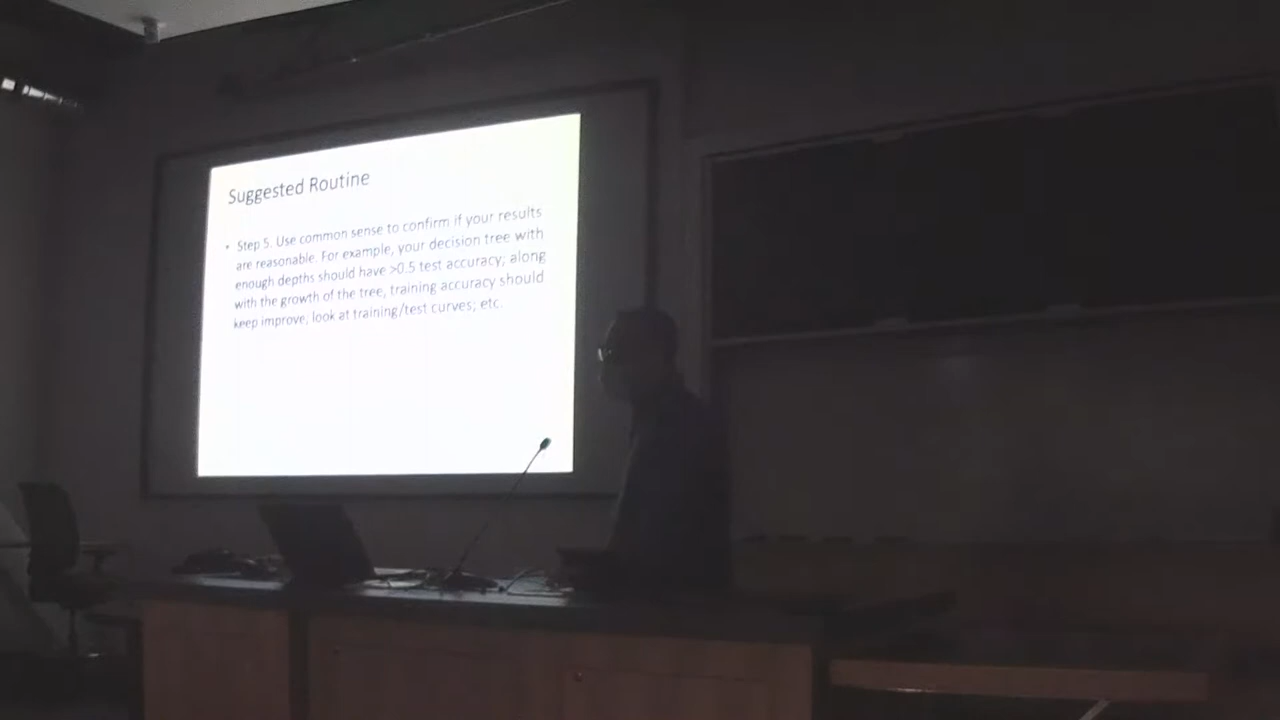 Suggested Routine
• Step 5. Use common sense to confirm if your results
are reasonable. For example, your decision tree with
enough depths should have >0.5 test accuracy; along
with the growth of the tree, training accuracy should
keep improve, look at training/test curves; etc.